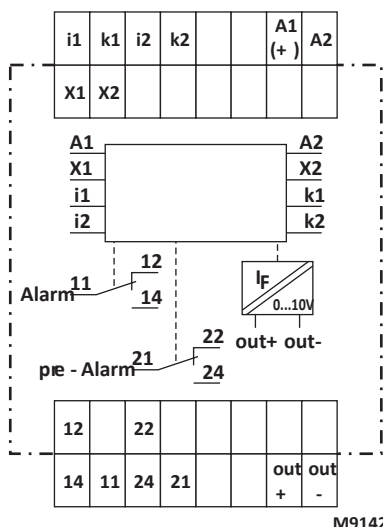 i1 k1 i2 k2 A1 (+) A2
X1 X2
A1 A2
X1 X2
i1 k1
i2 k2
12
Alarm 11
14
IF
0...10V
out+ out-
22
pre - Alarm 21
24
12 22
14 11 24 21 out + out -
M9142